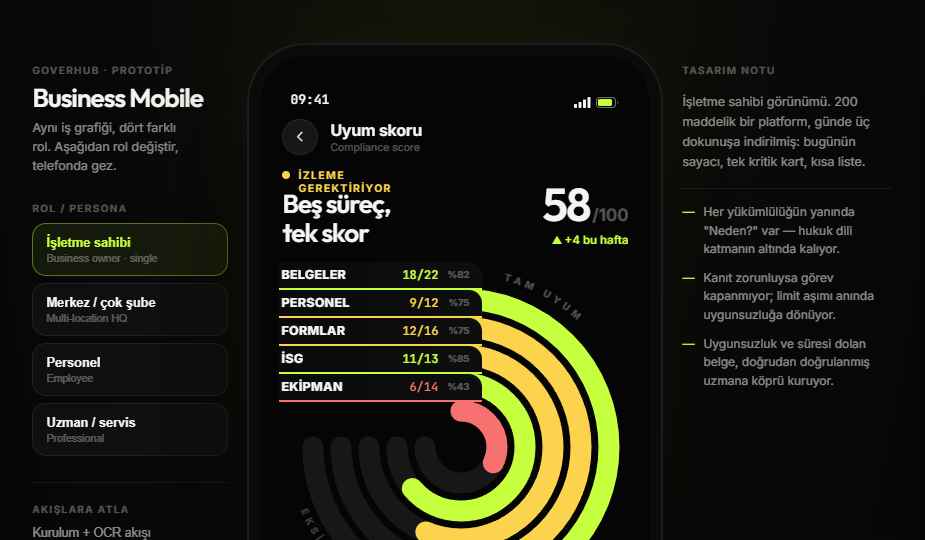 GOVERHUB · PROTOTİP
Business Mobile
Aynı iş grafiği, dört farklı
rol. Aşağıdan rol değiştir,
telefonda gez.
ROL / PERSONA
İşletme sahibi
Business owner · single
Merkez / çok şube
Multi-location HQ
Personel
Employee
Uzman / servis
Professional
AKIŞLARA ATLA
Kurulum + OCR akışı
09:41
Uyum skoru
Compliance score
İZLEME
GEREKTİRİYOR
Beş süreç,
tek skor
58/100
▲ +4 bu hafta
BELGELER 18/22 %82
PERSONEL 9/12 %75
FORMLAR 12/16 %75
İSG 11/13 %85
EKİPMAN 6/14 %43
TAM UYUM
TASARIM NOTU
İşletme sahibi görünümü. 200
maddelik bir platform, günde üç
dokunuşa indirilmiş: bugünün
sayacı, tek kritik kart, kısa liste.
— Her yükümlülüğün yanında
"Neden?" var — hukuk dili
katmanın altında kalıyor.
— Kanıt zorunluysa görev
kapanmıyor; limit aşımı anında
uygunsuzluğa dönüyor.
— Uygunsuzluk ve süresi dolan
belge, doğrudan doğrulanmış
uzmana köprü kuruyor.